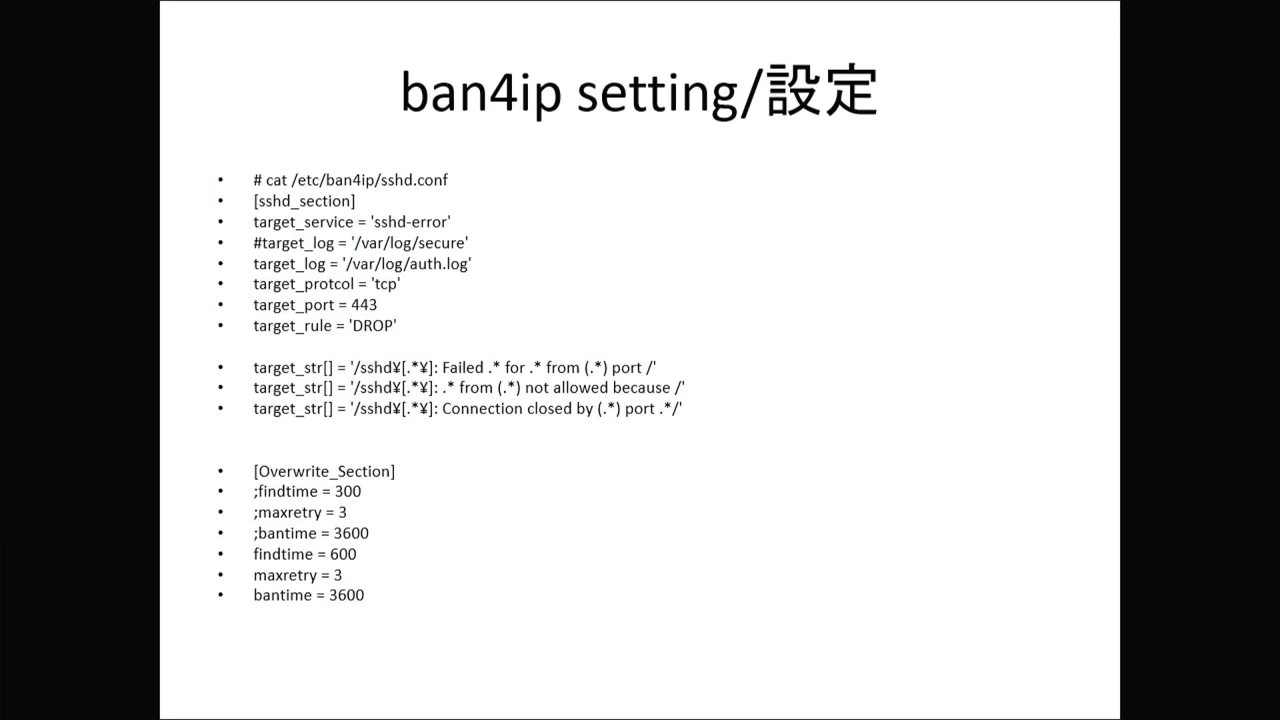 ban4ip setting/設定
• # cat /etc/ban4ip/sshd.conf
• [sshd_section]
• target_service = 'sshd-error'
• #target_log = '/var/log/secure'
• target_log = '/var/log/auth.log'
• target_protcol = 'tcp'
• target_port = 443
• target_rule = 'DROP'
• target_str[] = '/sshd¥[.*¥]: Failed .* for .* from (.*) port /'
• target_str[] = '/sshd¥[.*¥]: .* from (.*) not allowed because /'
• target_str[] = '/sshd¥[.*¥]: Connection closed by (.*) port .*/'
• [Overwrite_Section]
• ;findtime = 300
• ;maxretry = 3
• ;bantime = 3600
• findtime = 600
• maxretry = 3
• bantime = 3600